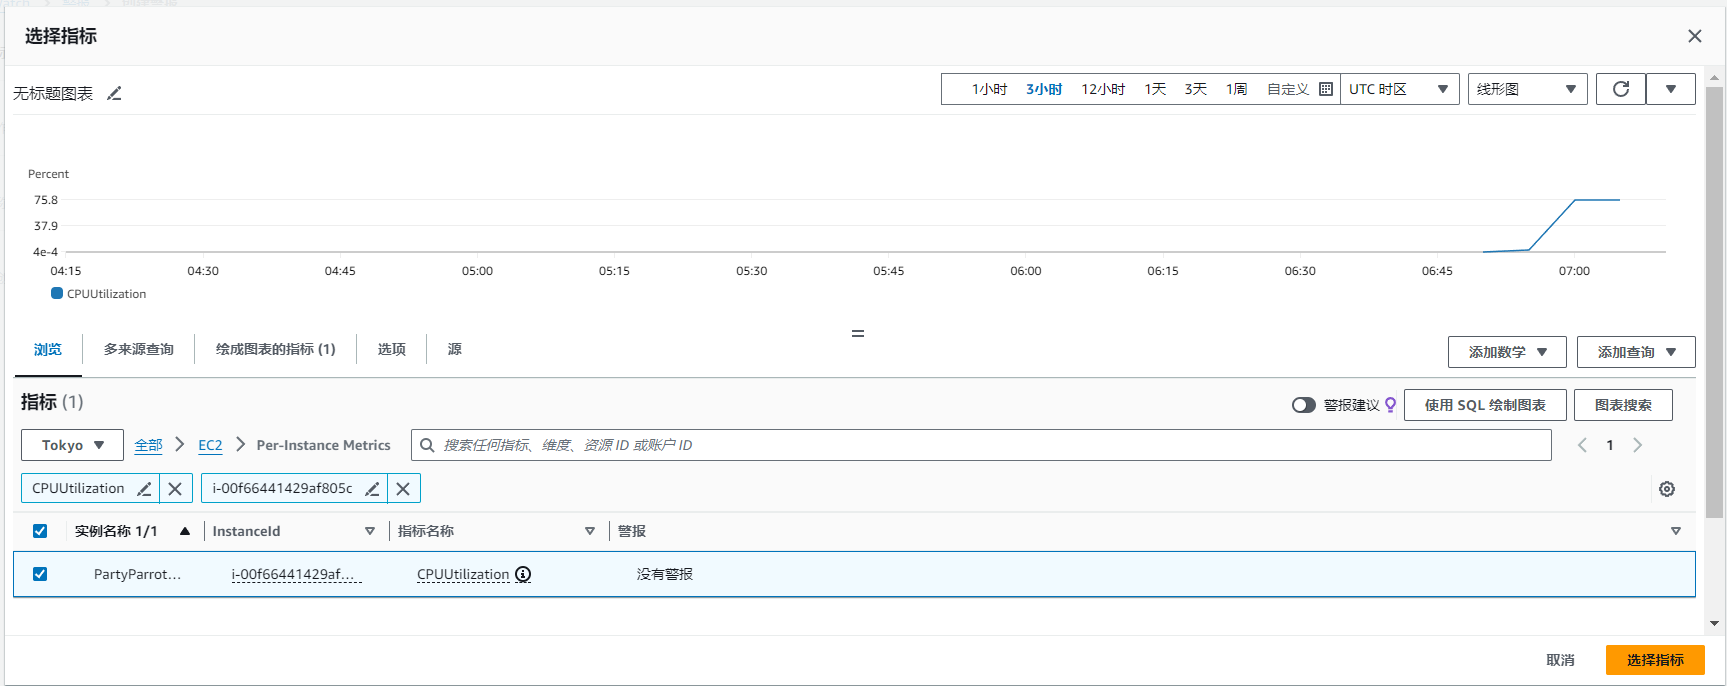 选择指标
无标题图表
1小时 3小时 12小时 1天 3天 1周 自定义 UTC 时区 线形图
Percent
75.8
37.9
4e-4
04:15 04:30 04:45 05:00 05:15 05:30 05:45 06:00 06:15 06:30 06:45 07:00
CPUUtilization
浏览 多来源查询 绘成图表的指标 (1) 选项 源 添加数学 添加查询
指标 (1) 警报建议 使用 SQL 绘制图表 图表搜索
Tokyo 全部 EC2 Per-Instance Metrics 搜索任何指标、维度、资源 ID 或账户 ID 1
CPUUtilization i-00f66441429af805c
实例名称 1/1 InstanceId 指标名称 警报
PartyParrot... i-00f66441429af... CPUUtilization 没有警报
取消 选择指标